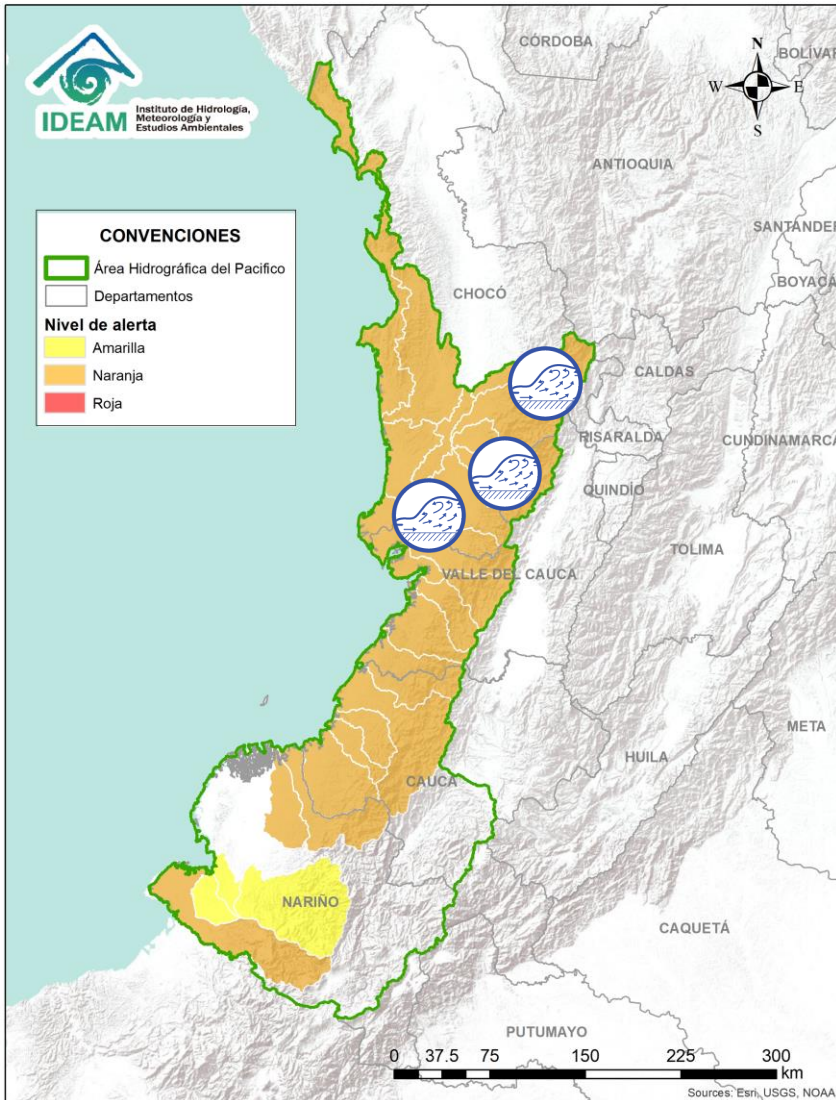 IDEAM
Instituto de Hidrología,
Meteorología y
Estudios Ambientales
CÓRDOBA
BOLÍVAR
N
W
E
S
ANTIOQUIA
SANTANDER
CONVENCIONES
Área Hidrográfica del Pacifico
Departamentos
Nivel de alerta
Amarilla
Naranja
Roja
BOYACÁ
CHOCÓ
CALDAS
RISARALDA
CUNDINAMARCA
QUINDÍO
TOLIMA
VALLE DEL CAUCA
META
HUILA
CAUCA
NARIÑO
CAQUETÁ
PUTUMAYO
0 37.5 75 150 225 300
km
Sources: Esri, USGS, NOAA